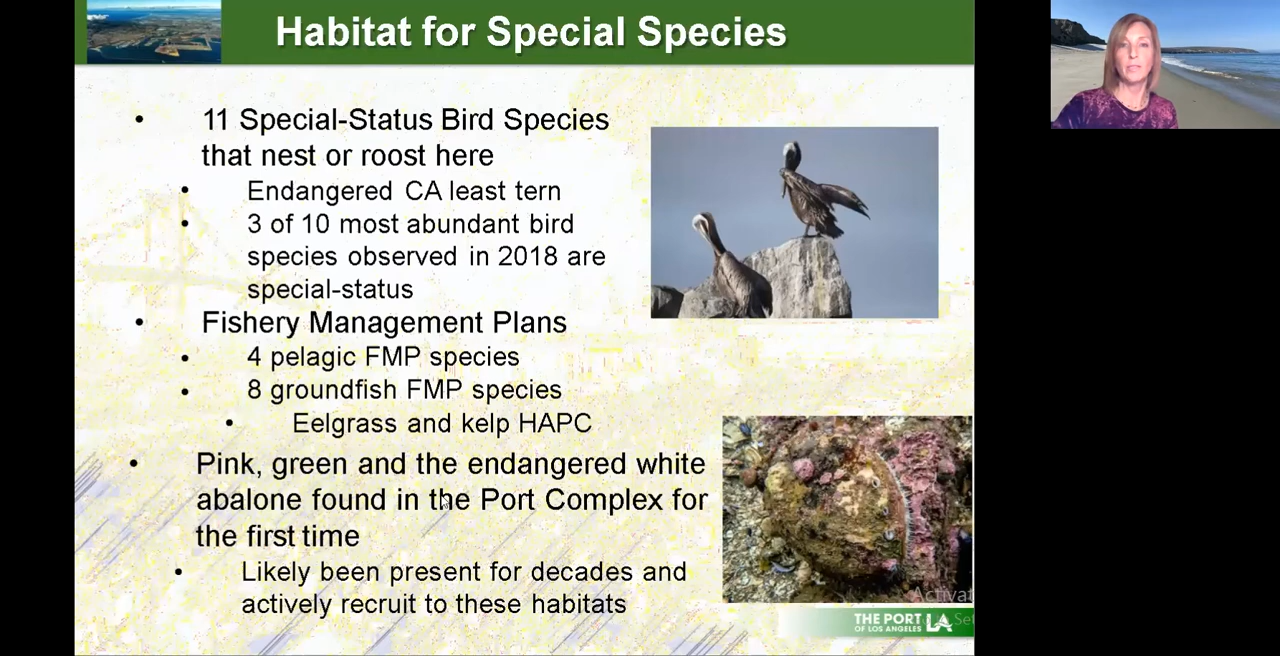 Habitat for Special Species
• 11 Special-Status Bird Species
that nest or roost here
• Endangered CA least tern
• 3 of 10 most abundant bird
species observed in 2018 are
special-status
• Fishery Management Plans
• 4 pelagic FMP species
• 8 groundfish FMP species
• Eelgrass and kelp HAPC
• Pink, green and the endangered white
abalone found in the Port Complex for
the first time
• Likely been present for decades and
actively recruit to these habitats
Activat
THE PORT
OF LOS ANGELES
LA
Set